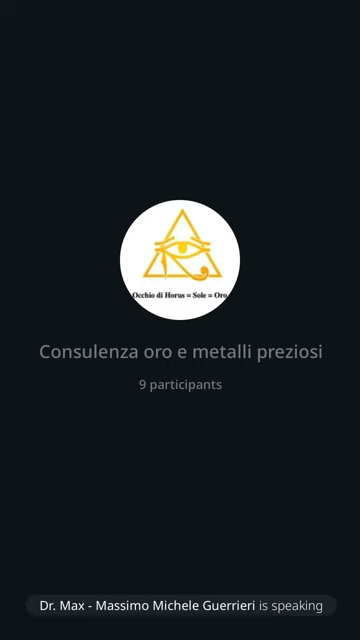 Occhio di Horus = Sole = Oro
Consulenza oro e metalli preziosi
9 participants
Dr. Max - Massimo Michele Guerrieri is speaking